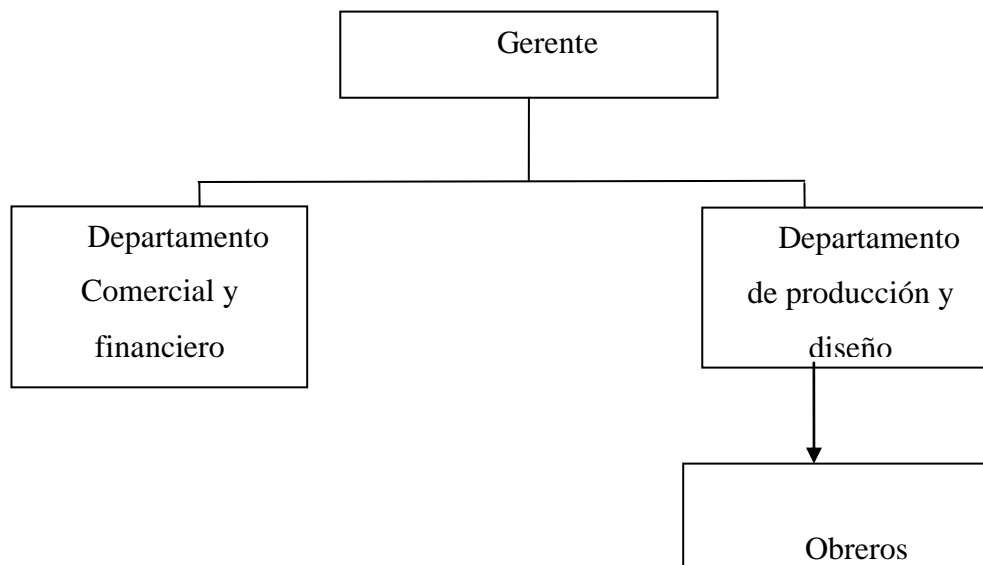 Gerente
Departamento
Comercial y
financiero
Departamento
de producción y
diseño
Obreros